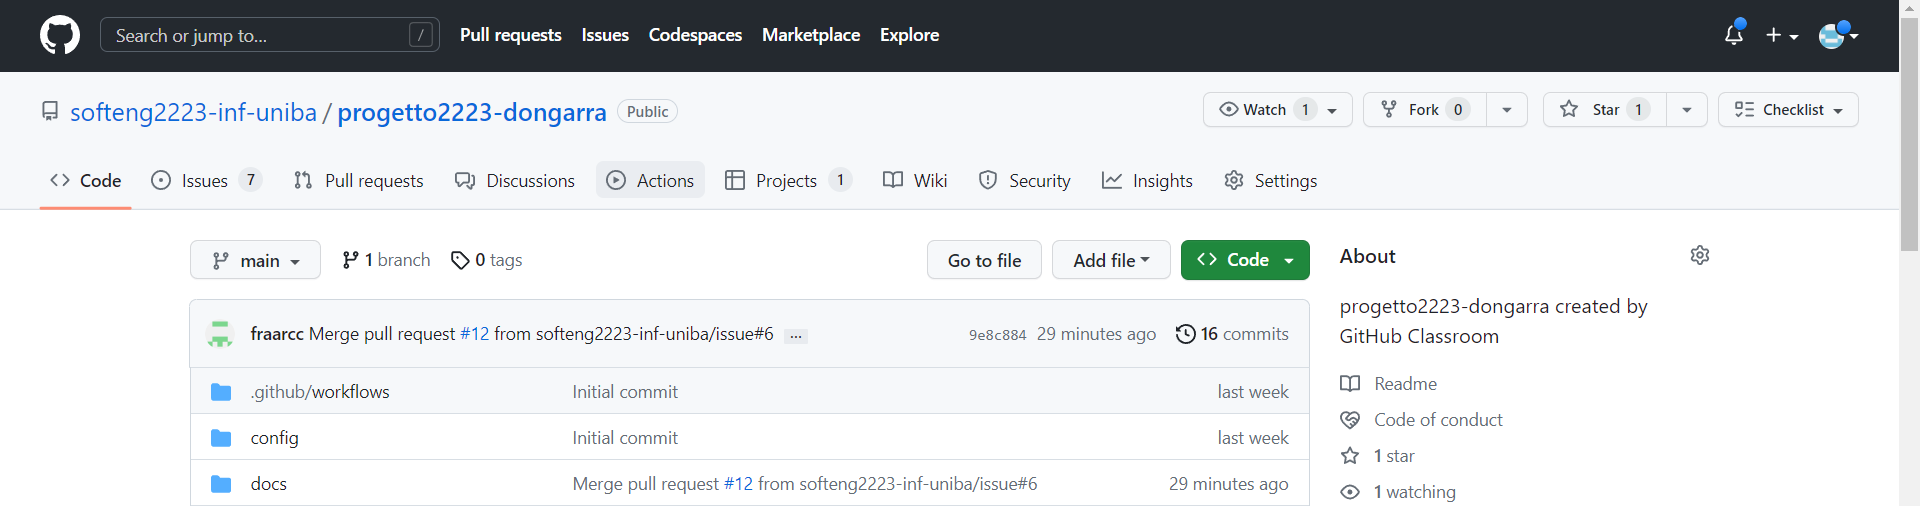 Search or jump to... / Pull requests Issues Codespaces Marketplace Explore
softeng2223-inf-uniba / progetto2223-dongarra Public Watch 1 Fork 0 Star 1 Checklist
Code Issues 7 Pull requests Discussions Actions Projects 1 Wiki Security Insights Settings
main 1 branch 0 tags Go to file Add file Code
fraarcc Merge pull request #12 from softeng2223-inf-uniba/issue#6 ... 9e8c884 29 minutes ago 16 commits
.github/workflows Initial commit last week
config Initial commit last week
docs Merge pull request #12 from softeng2223-inf-uniba/issue#6 29 minutes ago
About
progetto2223-dongarra created by
GitHub Classroom
Readme
Code of conduct
1 star
1 watching